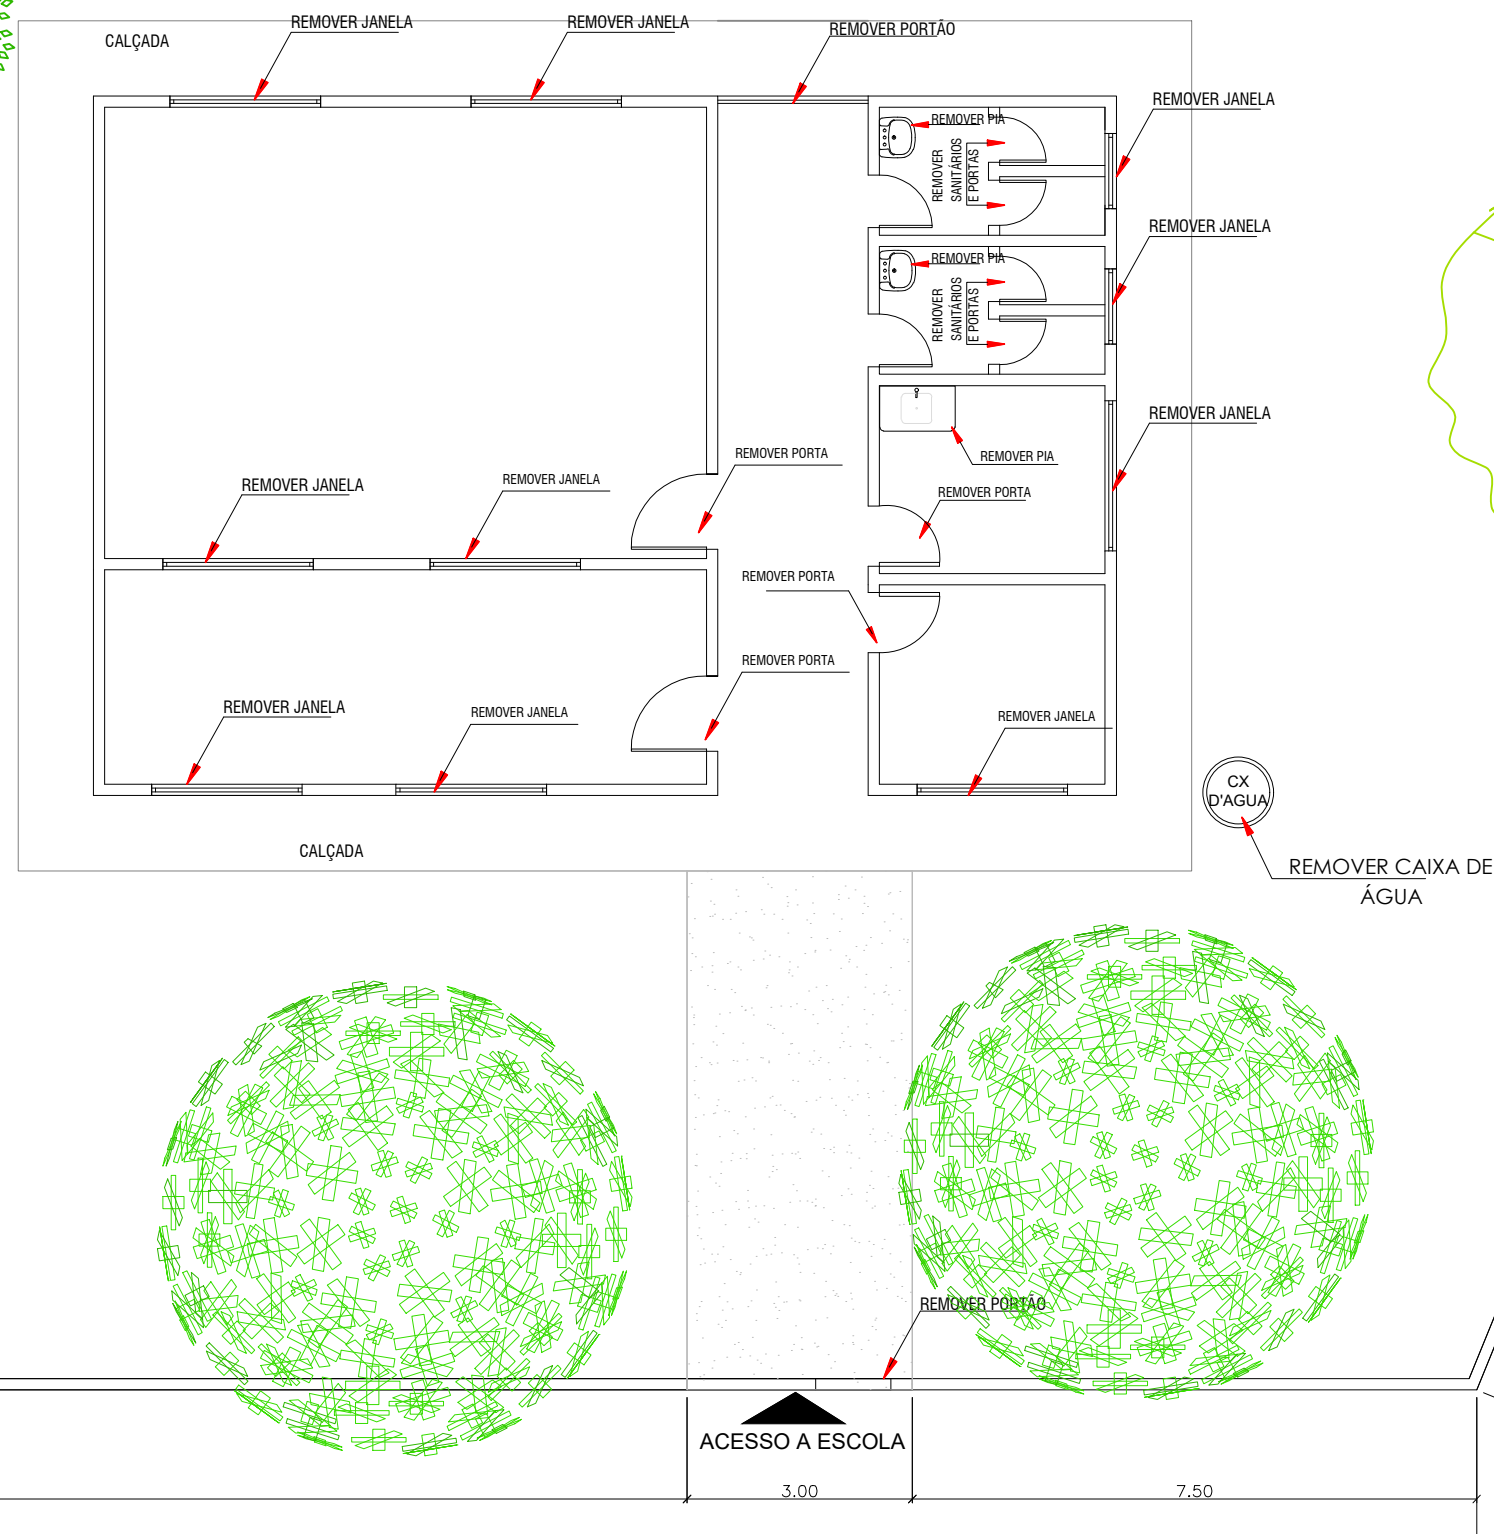 REMOVER JANELA
REMOVER JANELA
REMOVER PORTÃO
CALÇADA
REMOVER JANELA
REMOVER PIA
REMOVER
SANITÁRIOS
E PORTAS
REMOVER JANELA
REMOVER PIA
REMOVER
SANITÁRIOS
E PORTAS
REMOVER JANELA
REMOVER PORTA
REMOVER PIA
REMOVER JANELA
REMOVER JANELA
REMOVER PORTA
REMOVER PORTA
REMOVER PORTA
REMOVER JANELA
REMOVER JANELA
REMOVER JANELA
CX
D'AGUA
CALÇADA
REMOVER CAIXA DE
ÁGUA
REMOVER PORTÃO
ACESSO A ESCOLA
3.00
7.50